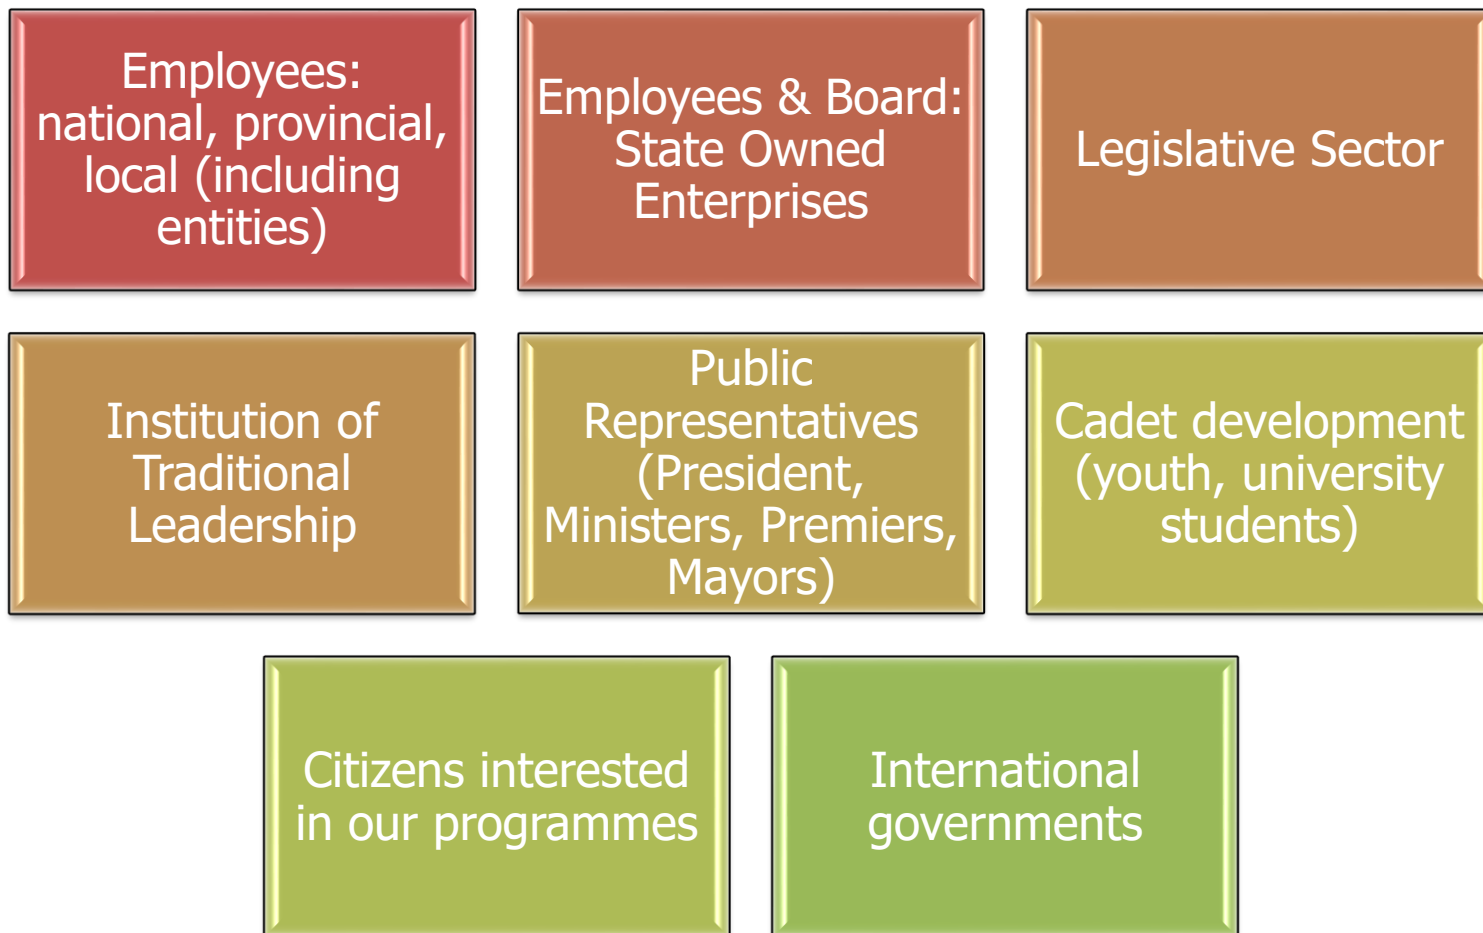 Employees:
national, provincial,
local (including
entities)
Employees & Board:
State Owned
Enterprises
Legislative Sector
Institution of
Traditional
Leadership
Public
Representatives
(President,
Ministers, Premiers,
Mayors)
Cadet development
(youth, university
students)
Citizens interested
in our programmes
International
governments